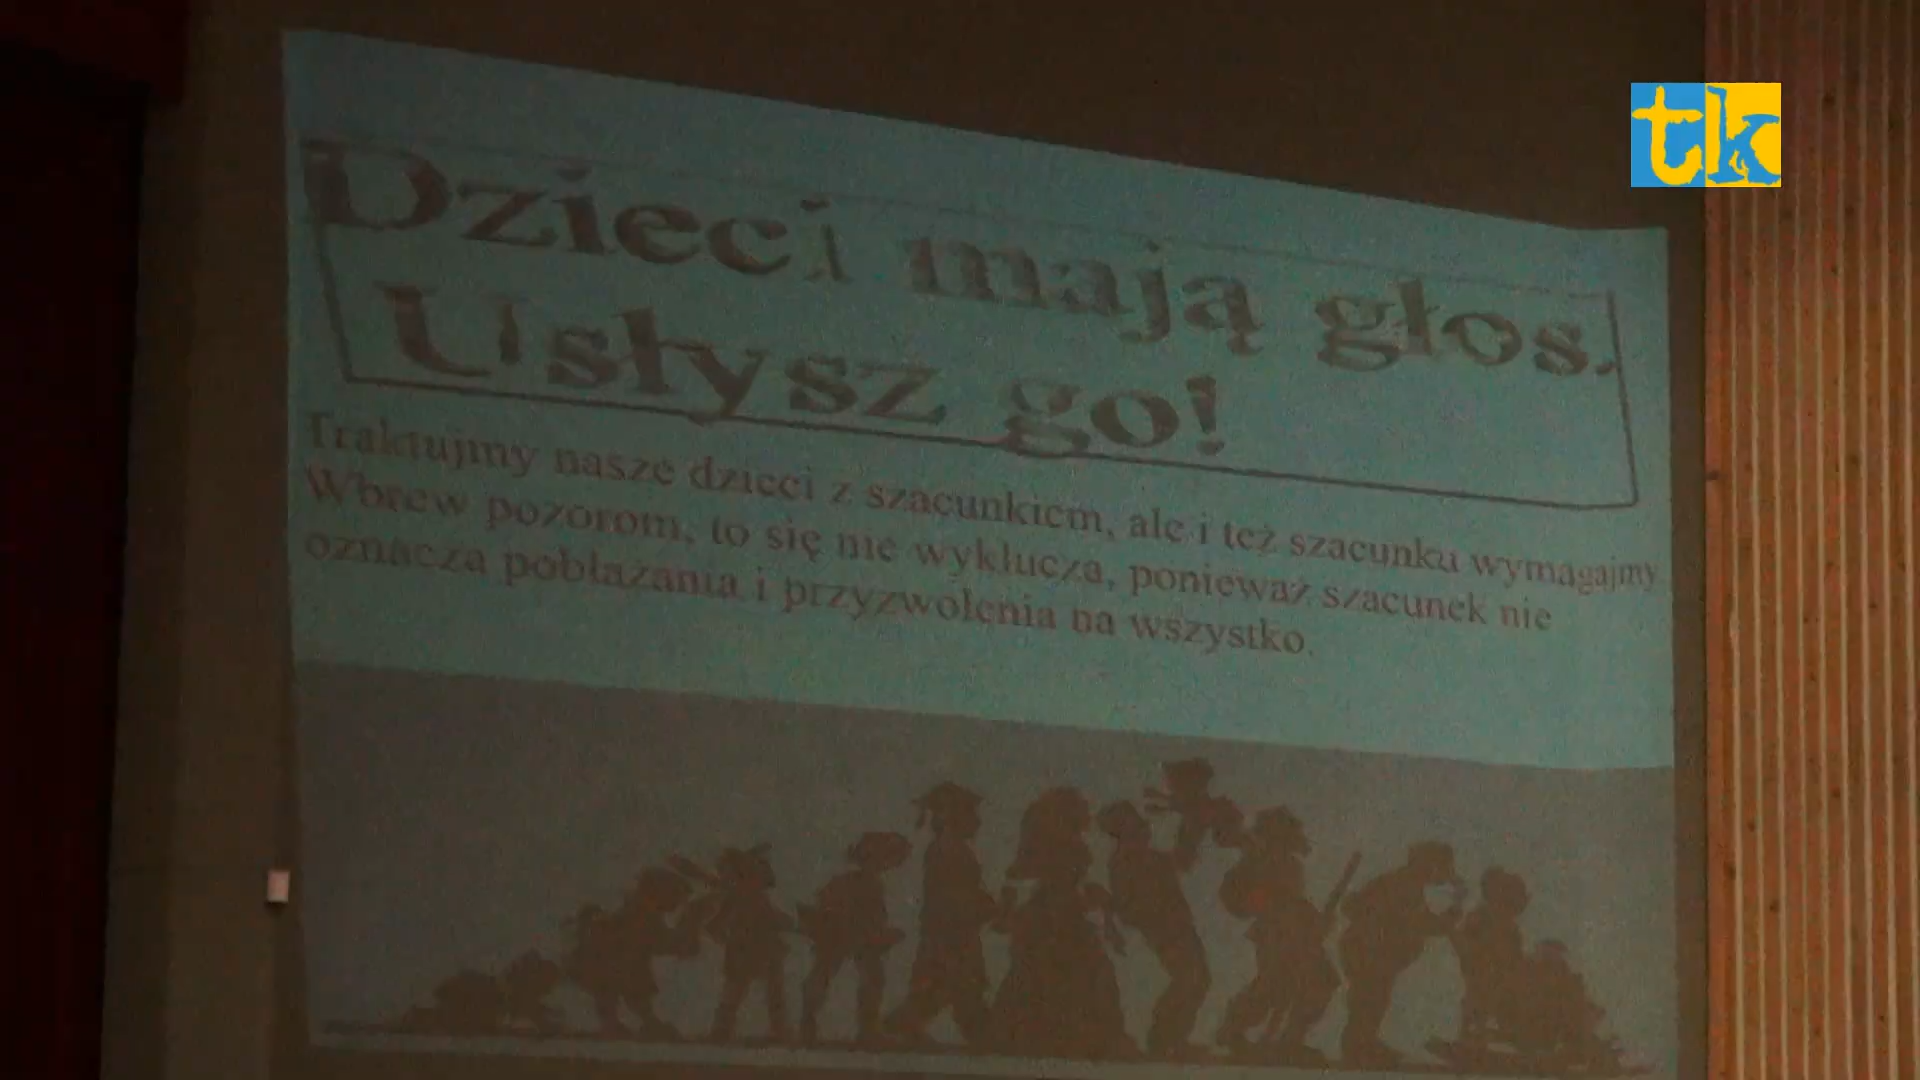 tk
Dzieci mają głos.
Usłysz go!
Traktujmy nasze dzieci z szacunkiem, ale i też szacunku wymagajmy
Wbrew pozorom, to się nie wyklucza, ponieważ szacunek nie
oznacza pobłażania i przyzwolenia na wszystko.